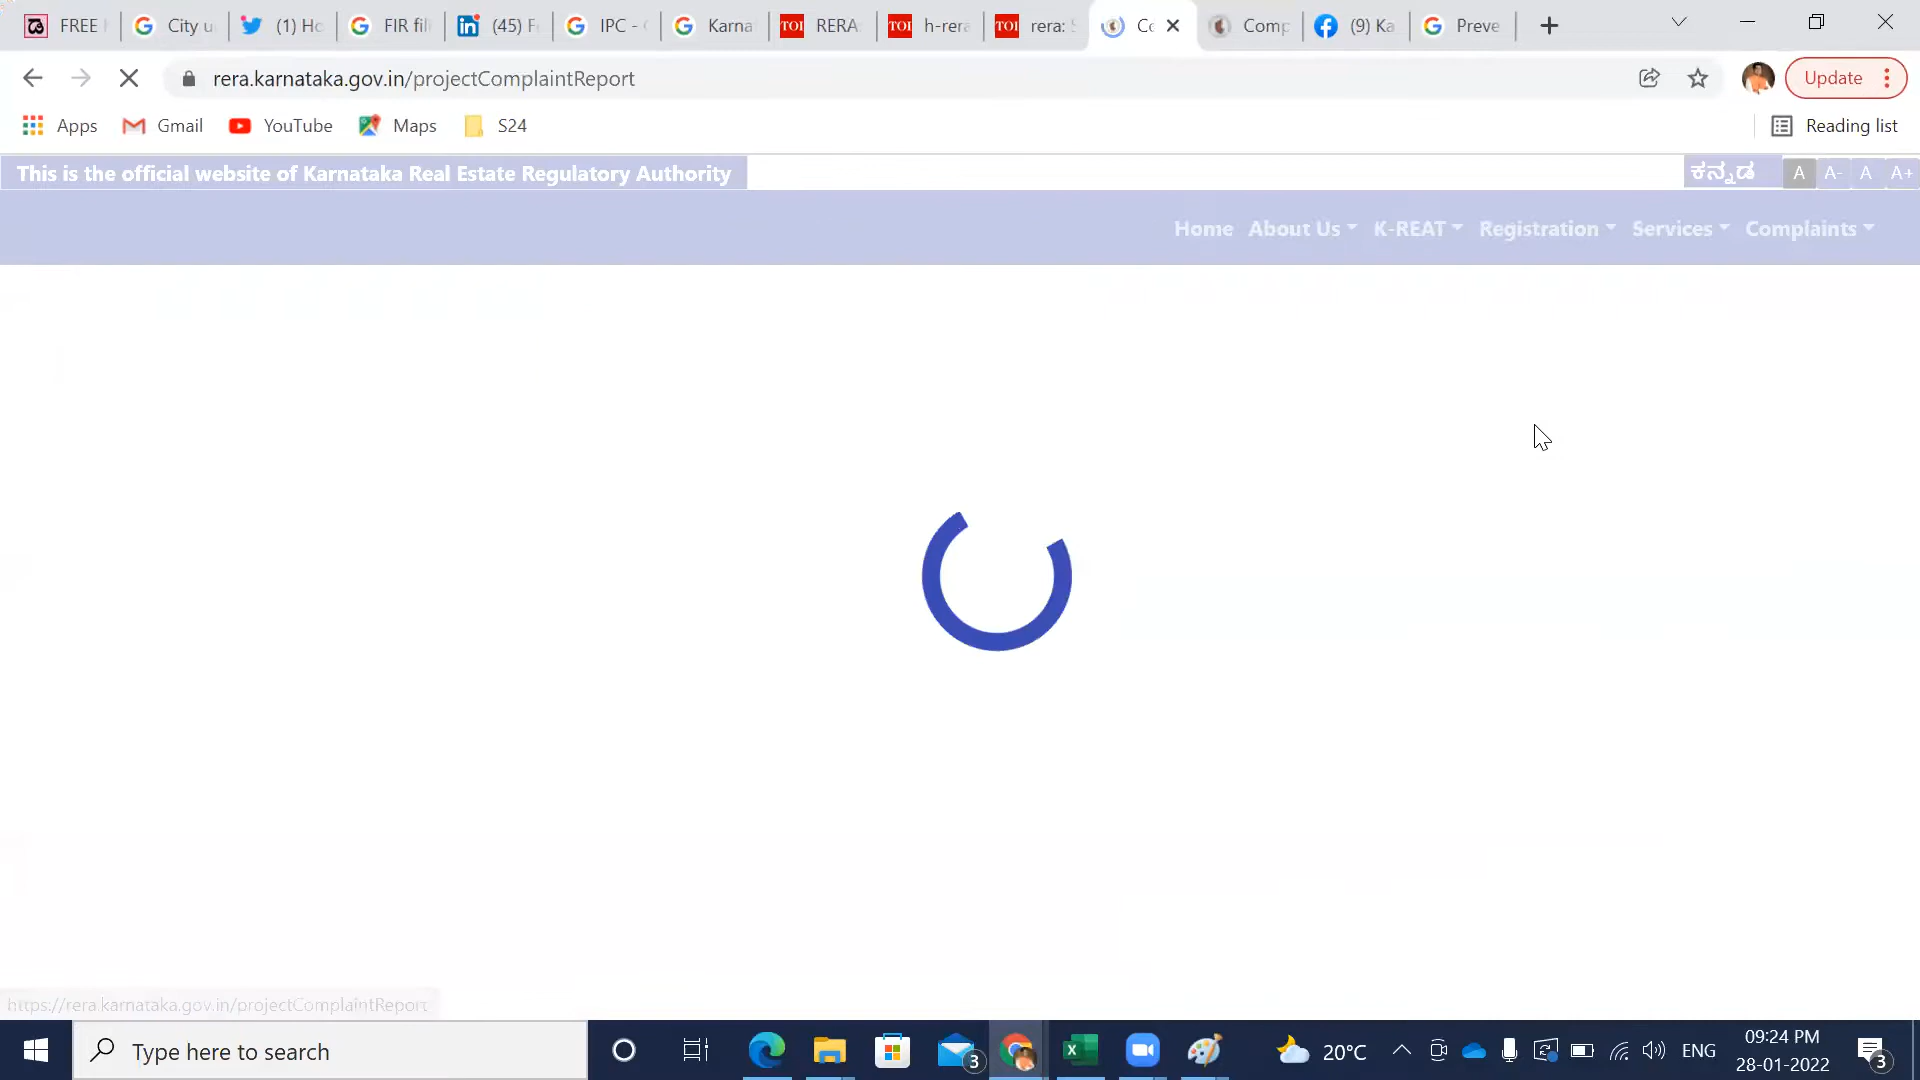 FREE
City u
(1) Ho
FIR fil
(45) F
IPC -
Karna
RERA
h-rera
rera:
Co
Comp
(9) Ka
Preve
rera.karnataka.gov.in/projectComplaintReport
Update
Apps
Gmail
YouTube
Maps
S24
Reading list
This is the official website of Karnataka Real Estate Regulatory Authority
ಕನ್ನಡ
A
A-
A
A+
Home
About Us
K-REAT
Registration
Services
Complaints
https://rera.karnataka.gov.in/projectComplaintReport
Type here to search
3
20°C
ENG
09:24 PM
28-01-2022
3